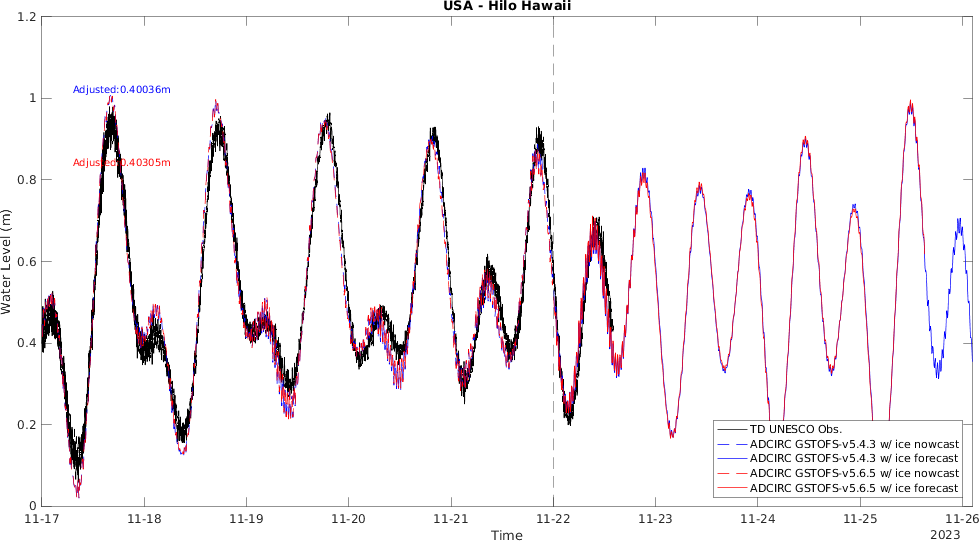 USA - Hilo Hawaii
1.2
1
0.8
0.6
0.4
0.2
0
Water Level (m)
Adjusted:0.40036m
Adjusted:0.40305m
TD UNESCO Obs.
ADCIRC GSTOFS-v5.4.3 w/ ice nowcast
ADCIRC GSTOFS-v5.4.3 w/ ice forecast
ADCIRC GSTOFS-v5.6.5 w/ ice nowcast
ADCIRC GSTOFS-v5.6.5 w/ ice forecast
11-17 11-18 11-19 11-20 11-21 11-22 11-23 11-24 11-25 11-26
Time
2023